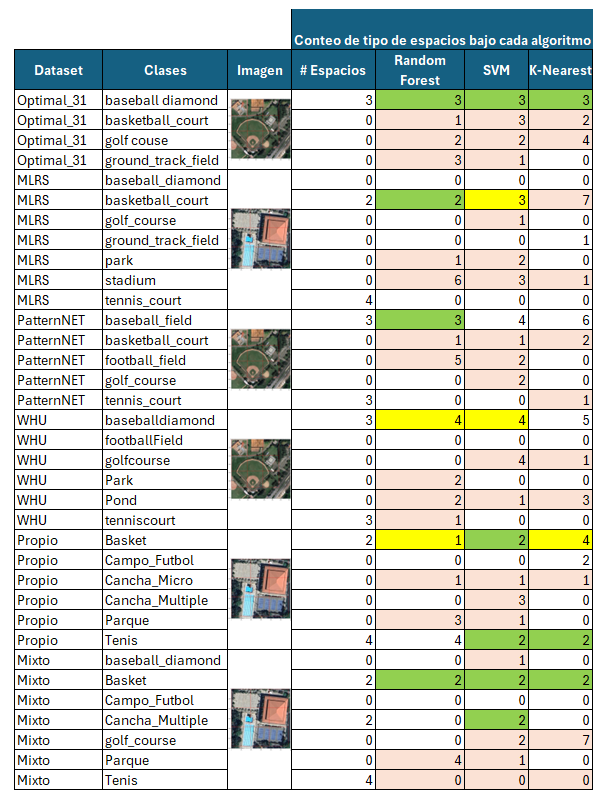 Conteo de tipo de espacios bajo cada algoritmo
Dataset Clases Imagen # Espacios Random Forest SVM K-Nearest
Optimal_31 baseball diamond 3 3 3 3
Optimal_31 basketball_court 0 1 3 2
Optimal_31 golf couse 0 2 2 4
Optimal_31 ground_track_field 0 3 1 0
MLRS baseball_diamond 0 0 0 0
MLRS basketball_court 2 2 3 7
MLRS golf_course 0 0 1 0
MLRS ground_track_field 0 0 0 1
MLRS park 0 1 2 0
MLRS stadium 0 6 3 1
MLRS tennis_court 4 0 0 0
PatternNET baseball_field 3 3 4 6
PatternNET basketball_court 0 1 1 2
PatternNET football_field 0 5 2 0
PatternNET golf_course 0 0 2 0
PatternNET tennis_court 3 0 0 1
WHU baseballdiamond 3 4 4 5
WHU footballField 0 0 0 0
WHU golfcourse 0 0 4 1
WHU Park 0 2 0 0
WHU Pond 0 2 1 3
WHU tenniscourt 3 1 0 0
Propio Basket 2 1 2 4
Propio Campo_Futbol 0 0 0 2
Propio Cancha_Micro 0 1 1 1
Propio Cancha_Multiple 0 0 3 0
Propio Parque 0 3 1 0
Propio Tenis 4 4 2 2
Mixto baseball_diamond 0 0 1 0
Mixto Basket 2 2 2 2
Mixto Campo_Futbol 0 0 0 0
Mixto Cancha_Multiple 2 0 2 0
Mixto golf_course 0 0 2 7
Mixto Parque 0 4 1 0
Mixto Tenis 4 0 0 0